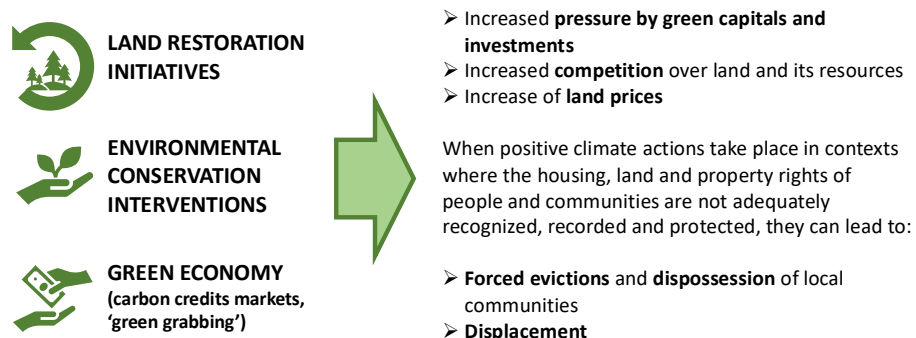 LAND RESTORATION
INITIATIVES
ENVIRONMENTAL
CONSERVATION
INTERVENTIONS
GREEN ECONOMY
(carbon credits markets,
‘green grabbing’)
➢ Increased pressure by green capitals and
investments
➢ Increased competition over land and its resources
➢ Increase of land prices
When positive climate actions take place in contexts
where the housing, land and property rights of
people and communities are not adequately
recognized, recorded and protected, they can lead to:
➢ Forced evictions and dispossession of local
communities
➢ Displacement